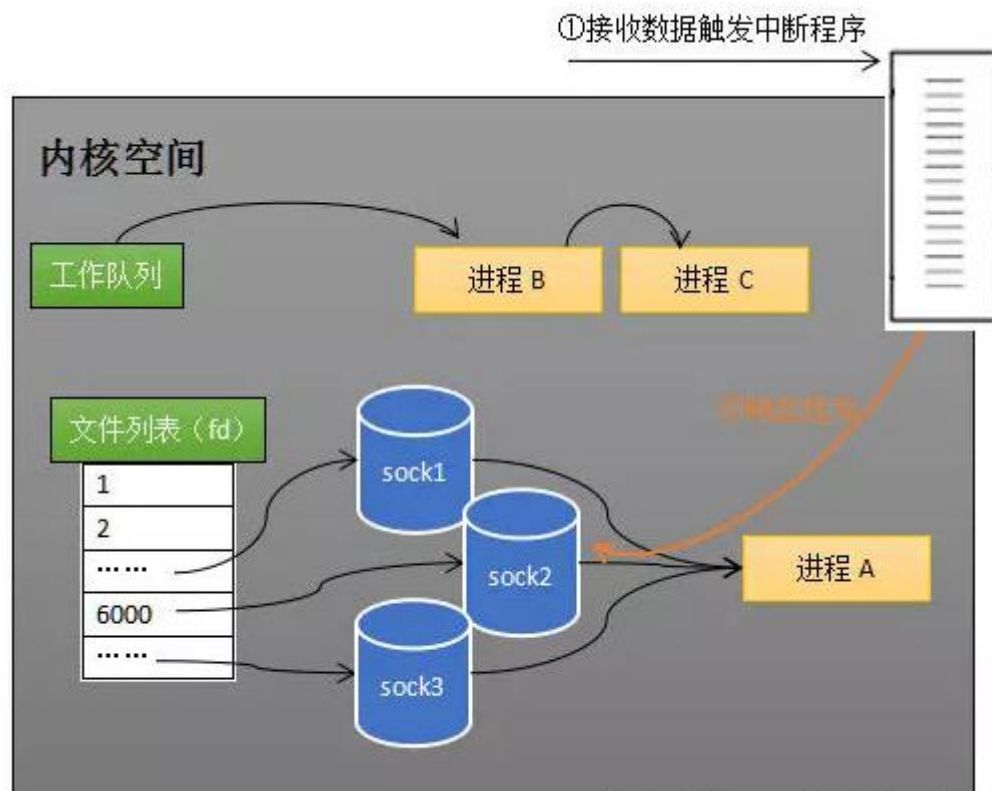 ①接收数据触发中断程序
内核空间
工作队列
进程 B
进程 C
文件列表（fd）
1
2
……
6000
……
sock1
sock2
sock3
进程 A